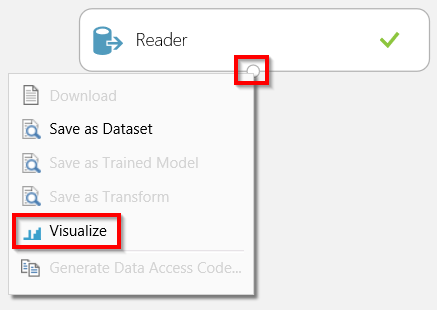 Reader
Download
Save as Dataset
Save as Trained Model
Save as Transform
Visualize
Generate Data Access Code...